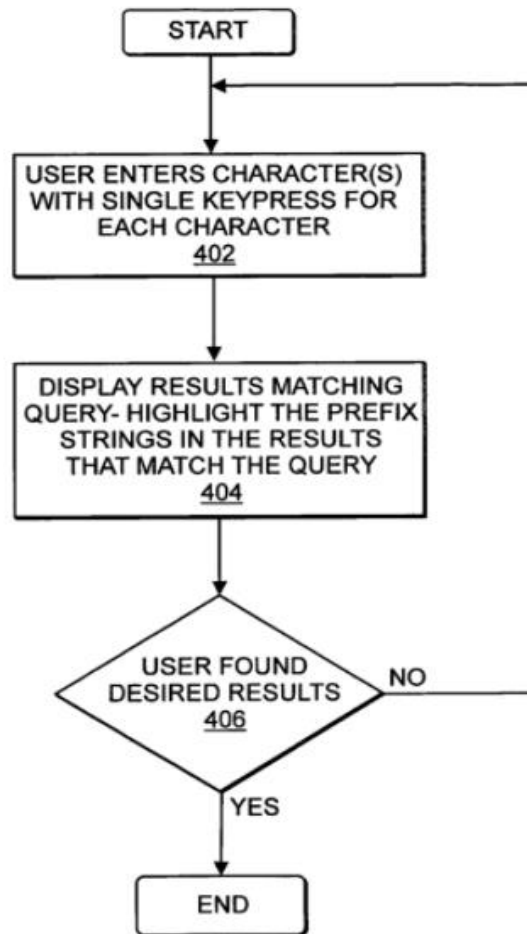 START
USER ENTERS CHARACTER(S)
WITH SINGLE KEYPRESS FOR
EACH CHARACTER
402
DISPLAY RESULTS MATCHING
QUERY- HIGHLIGHT THE PREFIX
STRINGS IN THE RESULTS
THAT MATCH THE QUERY
404
USER FOUND
DESIRED RESULTS
406
NO
YES
END